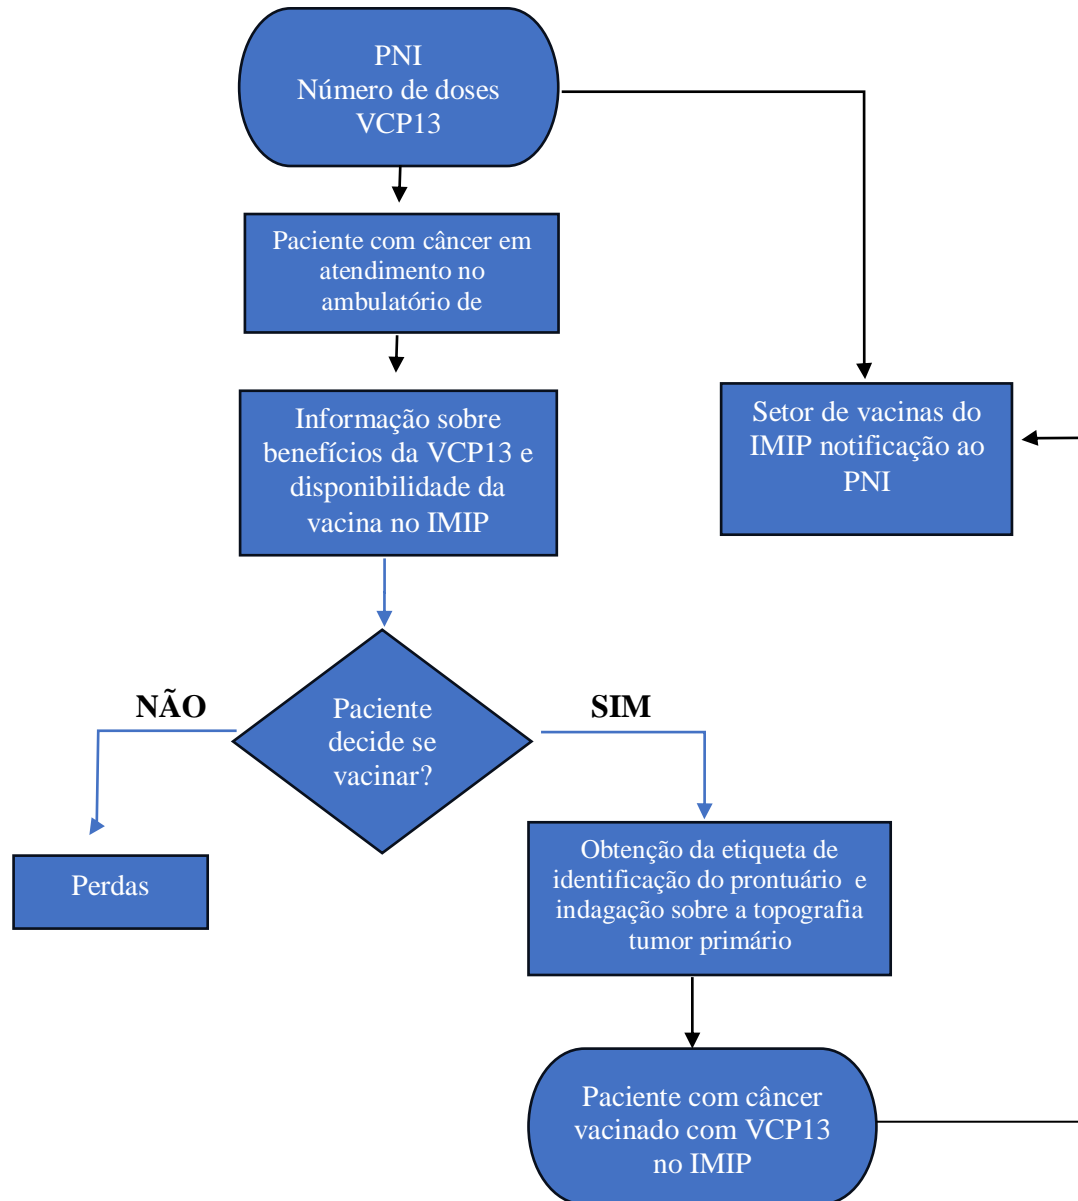 PNI
Número de doses
VCP13
Paciente com câncer em
atendimento no
ambulatório de
Informação sobre
benefícios da VCP13 e
disponibilidade da
vacina no IMIP
Setor de vacinas do
IMIP notificação ao
PNI
NÃO
Paciente
decide se
vacinar?
SIM
Perdas
Obtenção da etiqueta de
identificação do prontuário e
indagação sobre a topografia
tumor primário
Paciente com câncer
vacinado com VCP13
no IMIP